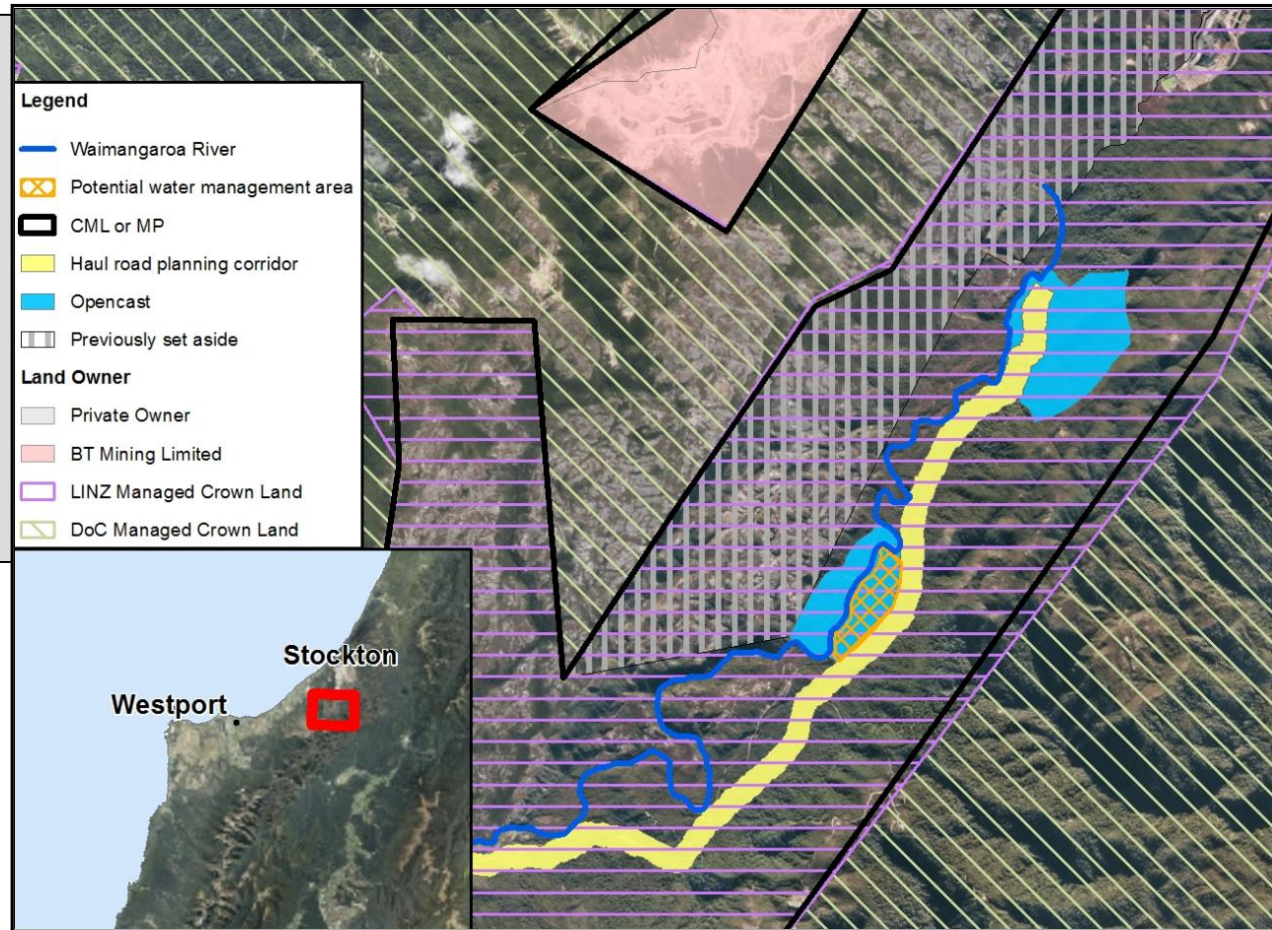 Legend
Waimangaroa River
Potential water management area
CML or MP
Haul road planning corridor
Opencast
Previously set aside
Land Owner
Private Owner
BT Mining Limited
LINZ Managed Crown Land
DoC Managed Crown Land
Stockton
Westport